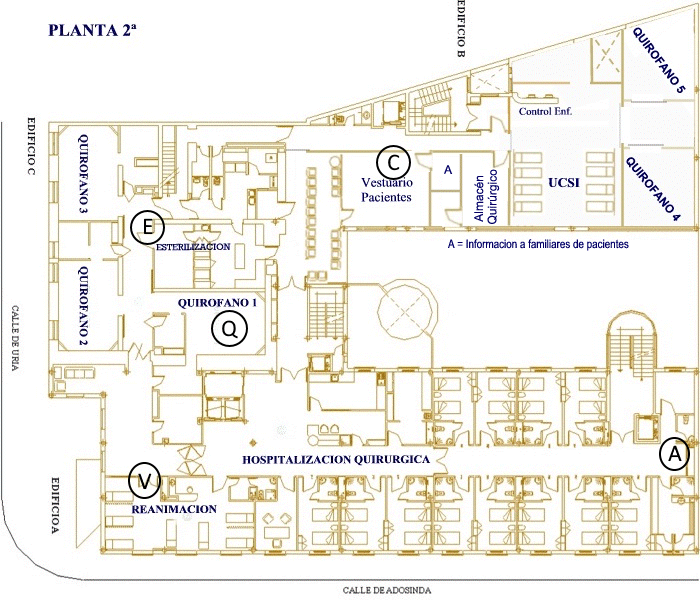 PLANTA 2ª
EDIFICIO B
QUIROFANO 5
Control Enf.
EDIFICIO C
QUIROFANO 3
C
Vestuario
Pacientes
A
Almacén
Quirúrgico
UCSI
QUIROFANO 4
E
ESTERILIZACION
A = Informacion a familiares de pacientes
QUIROFANO 2
QUIROFANO 1
Q
CALLE DE URIA
HOSPITALIZACION QUIRURGICA
A
V
REANIMACION
EDIFICIO A
CALLE DE ADOSINDA